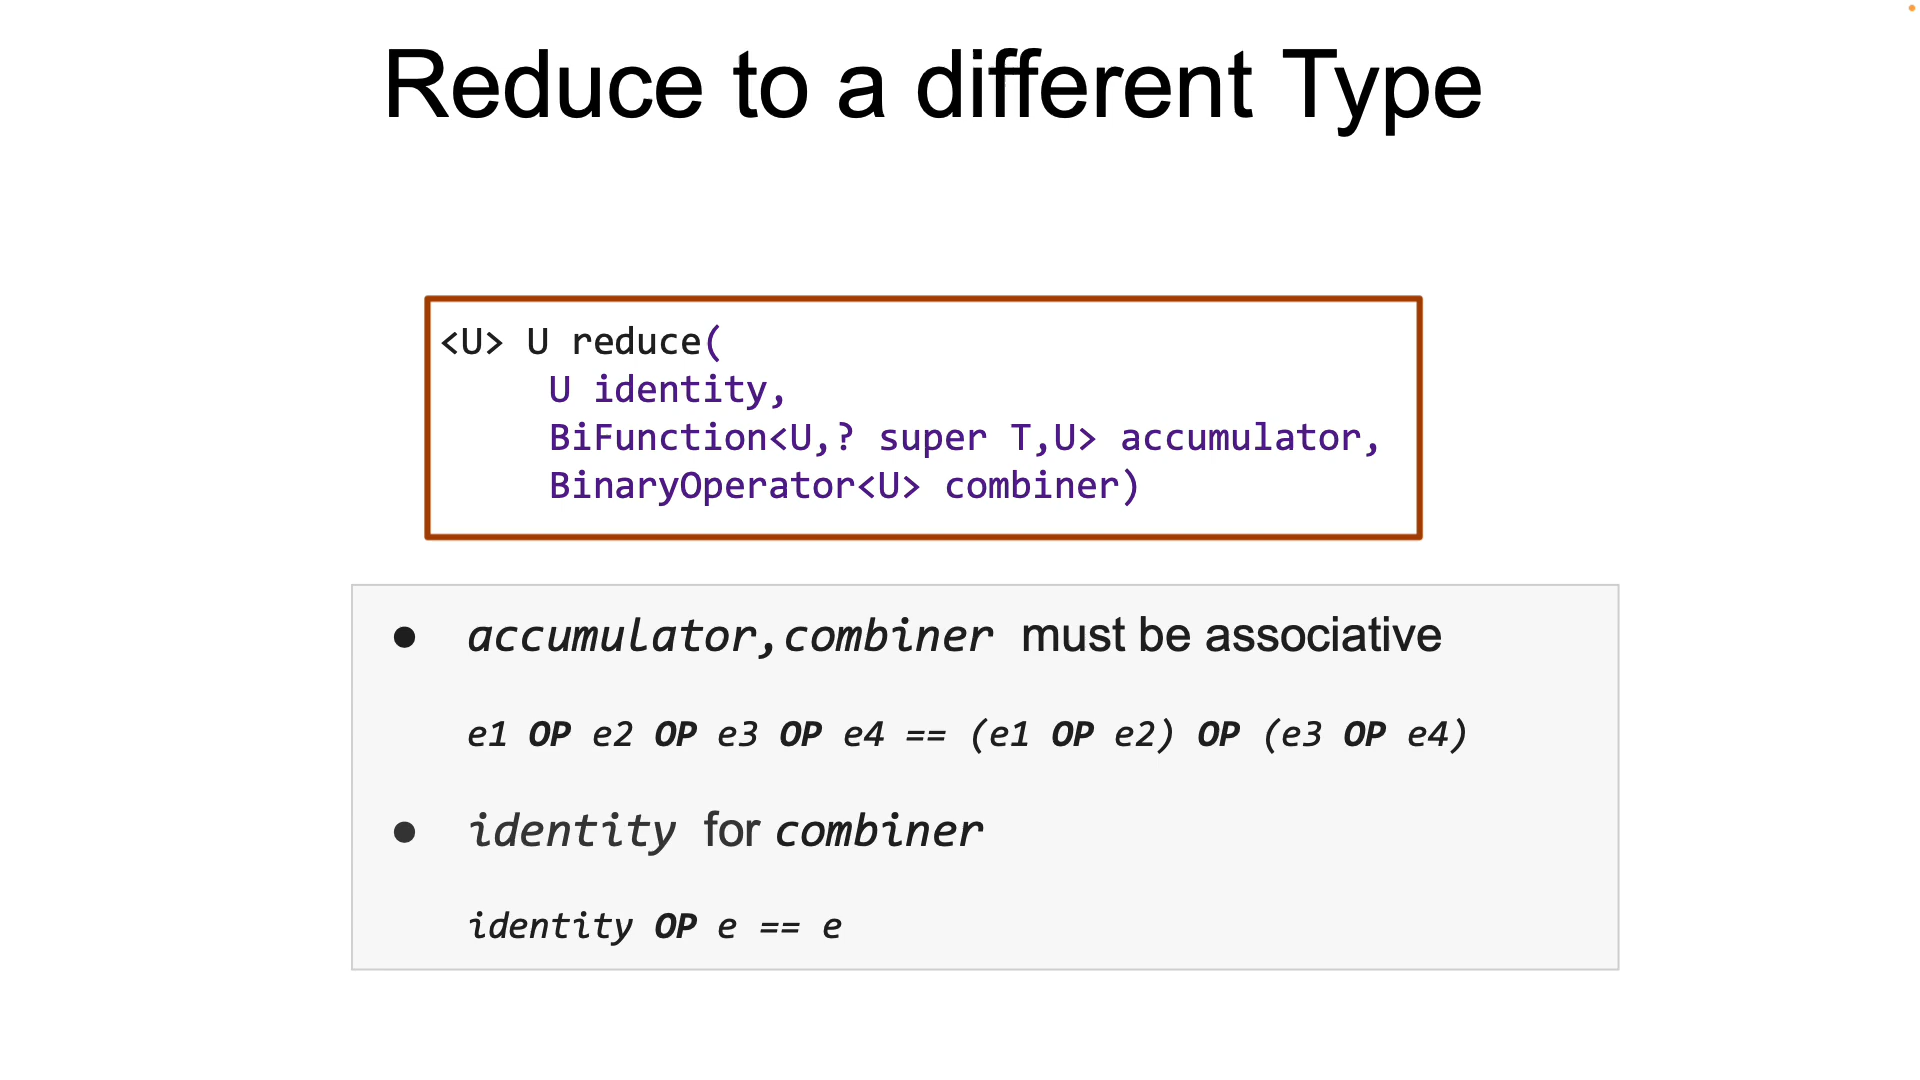 Reduce to a different Type
<U> U reduce(
U identity,
BiFunction<U,? super T,U> accumulator,
BinaryOperator<U> combiner)
● accumulator,combiner must be associative
e1 OP e2 OP e3 OP e4 == (e1 OP e2) OP (e3 OP e4)
● identity for combiner
identity OP e == e